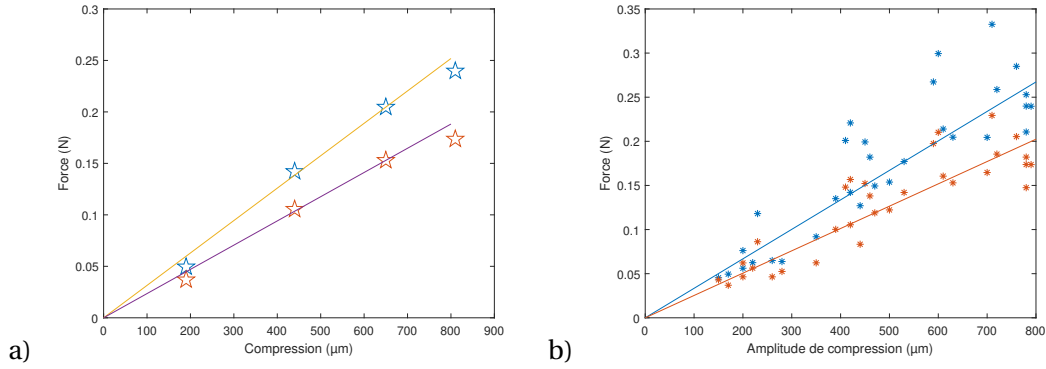 0.3
0.25
0.2
0.15
0.1
0.05
0
Force (N)
0 100 200 300 400 500 600 700 800 900
Compression (µm)
a)
0.35
0.3
0.25
0.2
0.15
0.1
0.05
0
Force (N)
0 100 200 300 400 500 600 700 800
Amplitude de compression (µm)
b)